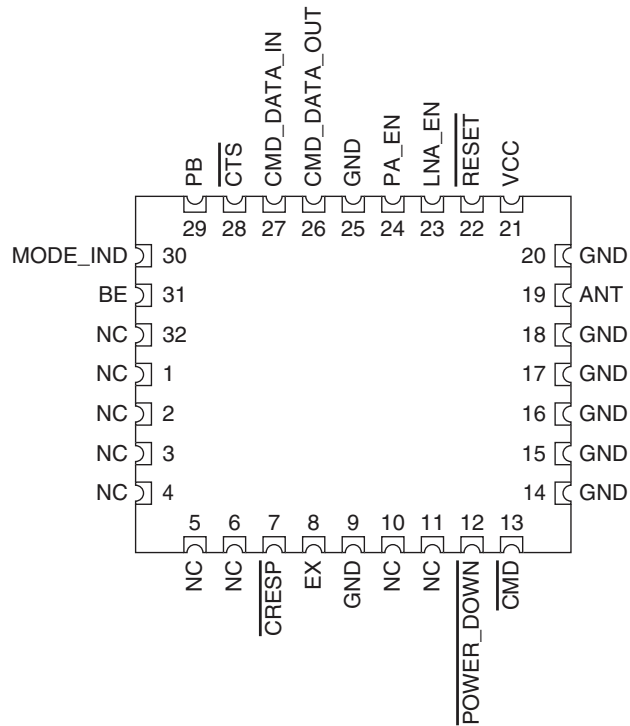 PB
CTS
CMD_DATA_IN
CMD_DATA_OUT
GND
PA_EN
LNA_EN
RESET
VCC
29 28 27 26 25 24 23 22 21
MODE_IND 30 20 GND
BE 31 19 ANT
NC 32 18 GND
NC 1 17 GND
NC 2 16 GND
NC 3 15 GND
NC 4 14 GND
5 6 7 8 9 10 11 12 13
NC
NC
CRESP
EX
GND
NC
NC
POWER_DOWN
CMD